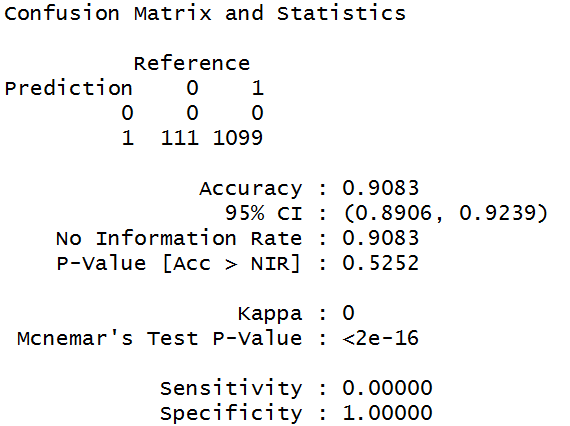 Confusion Matrix and Statistics
Reference
Prediction 0 1
0 0 0
1 111 1099
Accuracy : 0.9083
95% CI : (0.8906, 0.9239)
No Information Rate : 0.9083
P-Value [Acc > NIR] : 0.5252
Kappa : 0
Mcnemar's Test P-Value : <2e-16
Sensitivity : 0.00000
Specificity : 1.00000